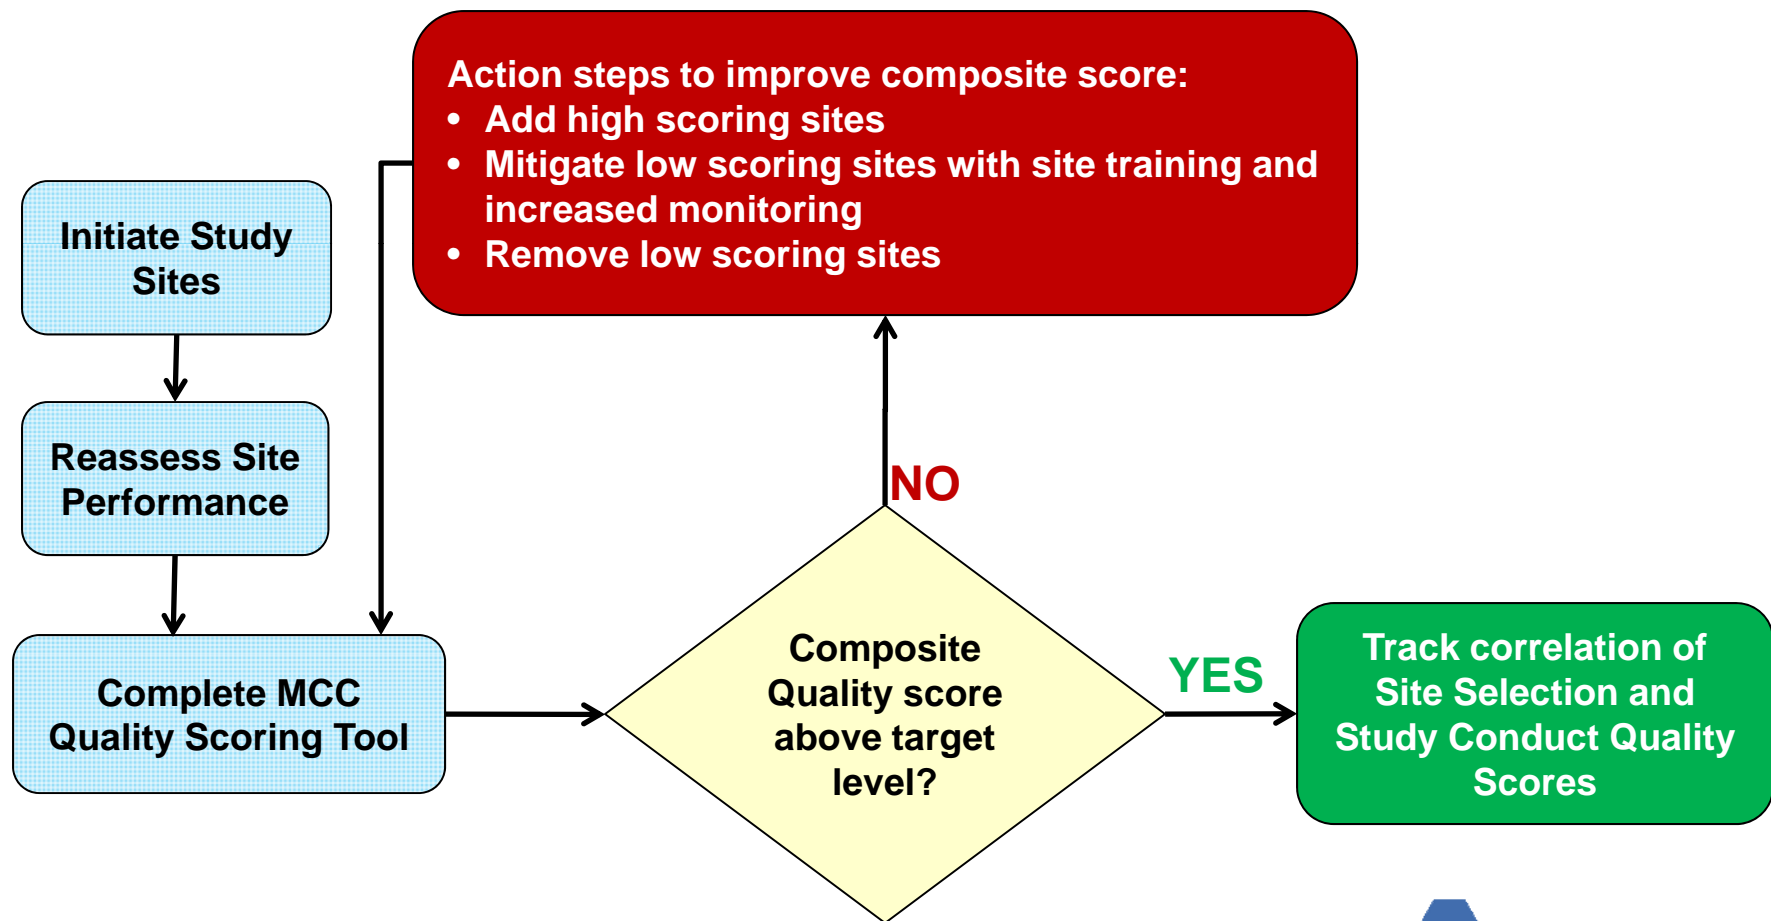 Action steps to improve composite score:
• Add high scoring sites
• Mitigate low scoring sites with site training and
increased monitoring
• Remove low scoring sites
Initiate Study
Sites
Reassess Site
Performance
Complete MCC
Quality Scoring Tool
NO
Composite
Quality score
above target
level?
YES
Track correlation of
Site Selection and
Study Conduct Quality
Scores